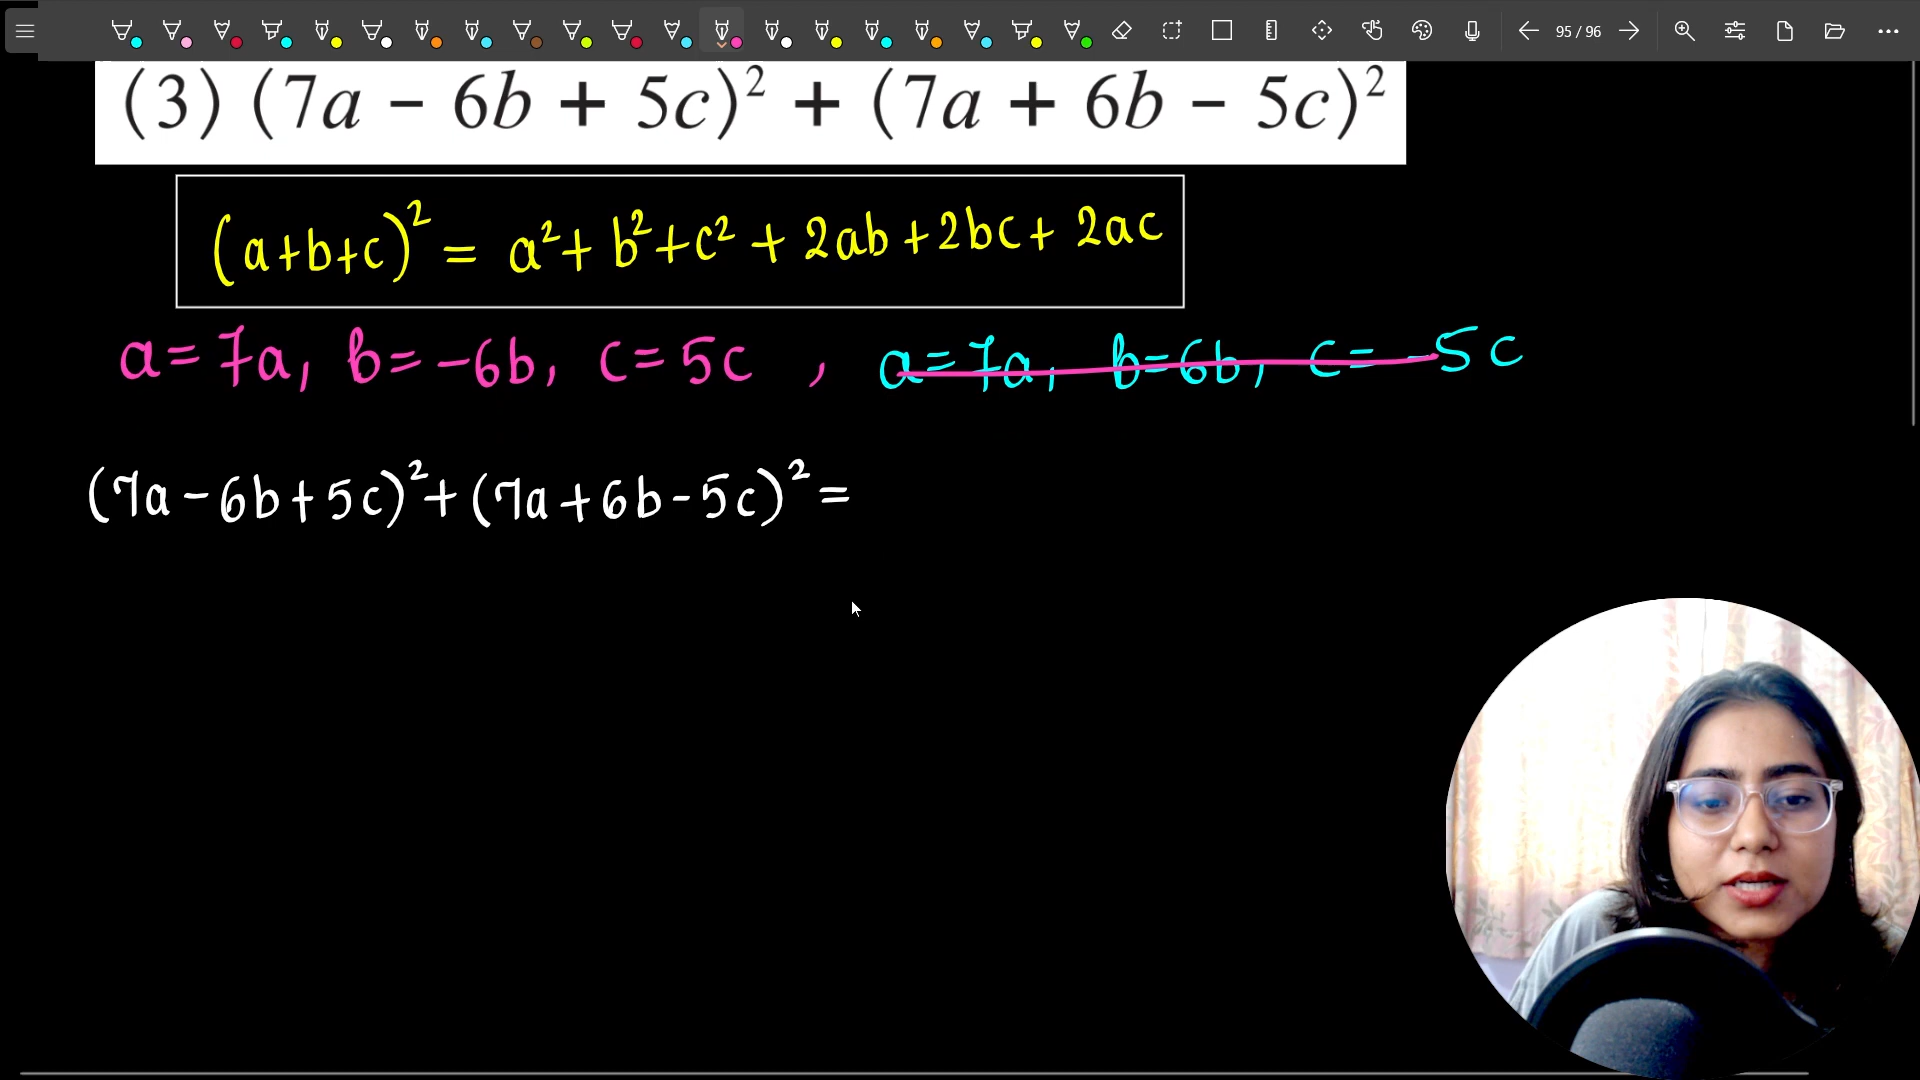 95 / 96
(3) (7a − 6b + 5c)² + (7a + 6b − 5c)²
(a+b+c)² = a²+ b²+c² + 2ab+2bc+ 2ac
a=7a, b=-6b, c=5c , a=7a, b=6b, c= -5c
(7a-6b+5c)²+(7a+6b-5c)²=